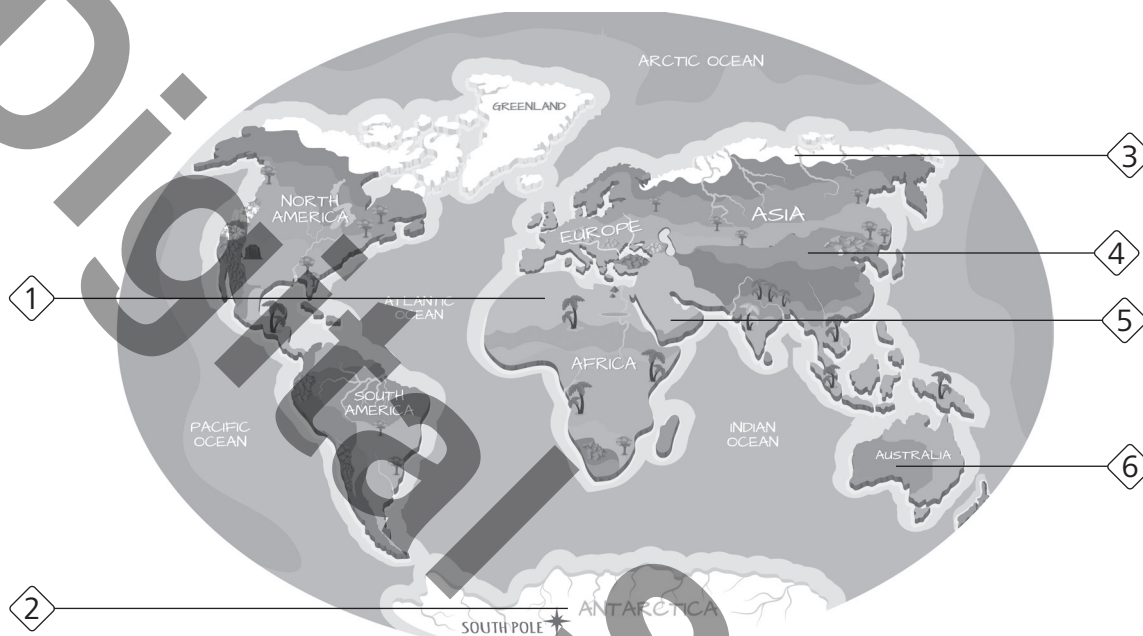 ARCTIC OCEAN
GREENLAND
3
NORTH
AMERICA
ASIA
EUROPE
4
1
ATLANTIC
OCEAN
5
AFRICA
SOUTH
AMERICA
PACIFIC
OCEAN
INDIAN
OCEAN
AUSTRALIA
6
2
ANTARCTICA
SOUTH POLE
Digital